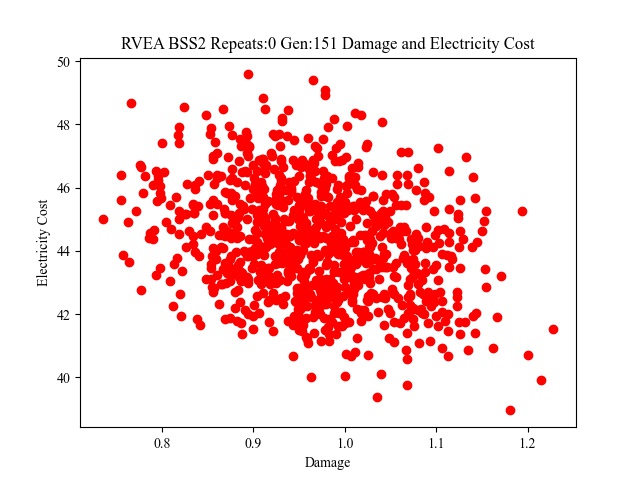 RVEA BSS2 Repeats:0 Gen:151 Damage and Electricity Cost
50
48
46
44
42
40
Electricity Cost
0.8 0.9 1.0 1.1 1.2
Damage